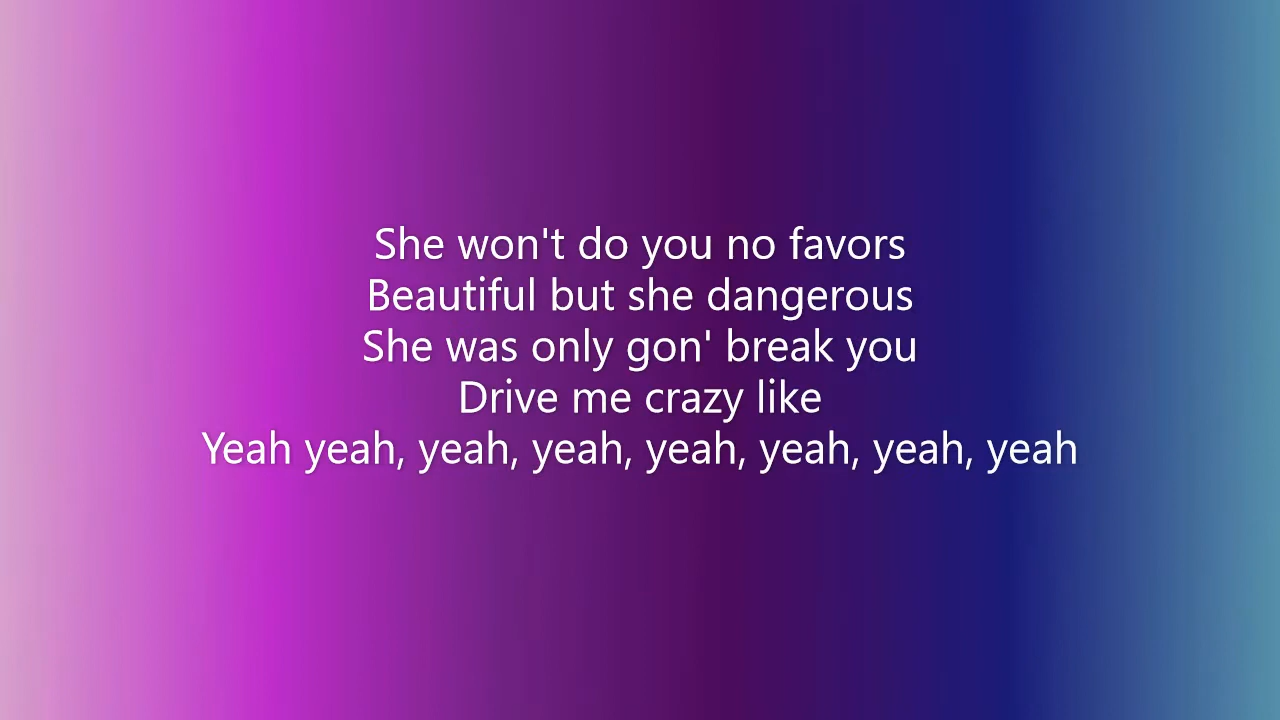 She won't do you no favors
Beautiful but she dangerous
She was only gon' break you
Drive me crazy like
Yeah yeah, yeah, yeah, yeah, yeah, yeah, yeah